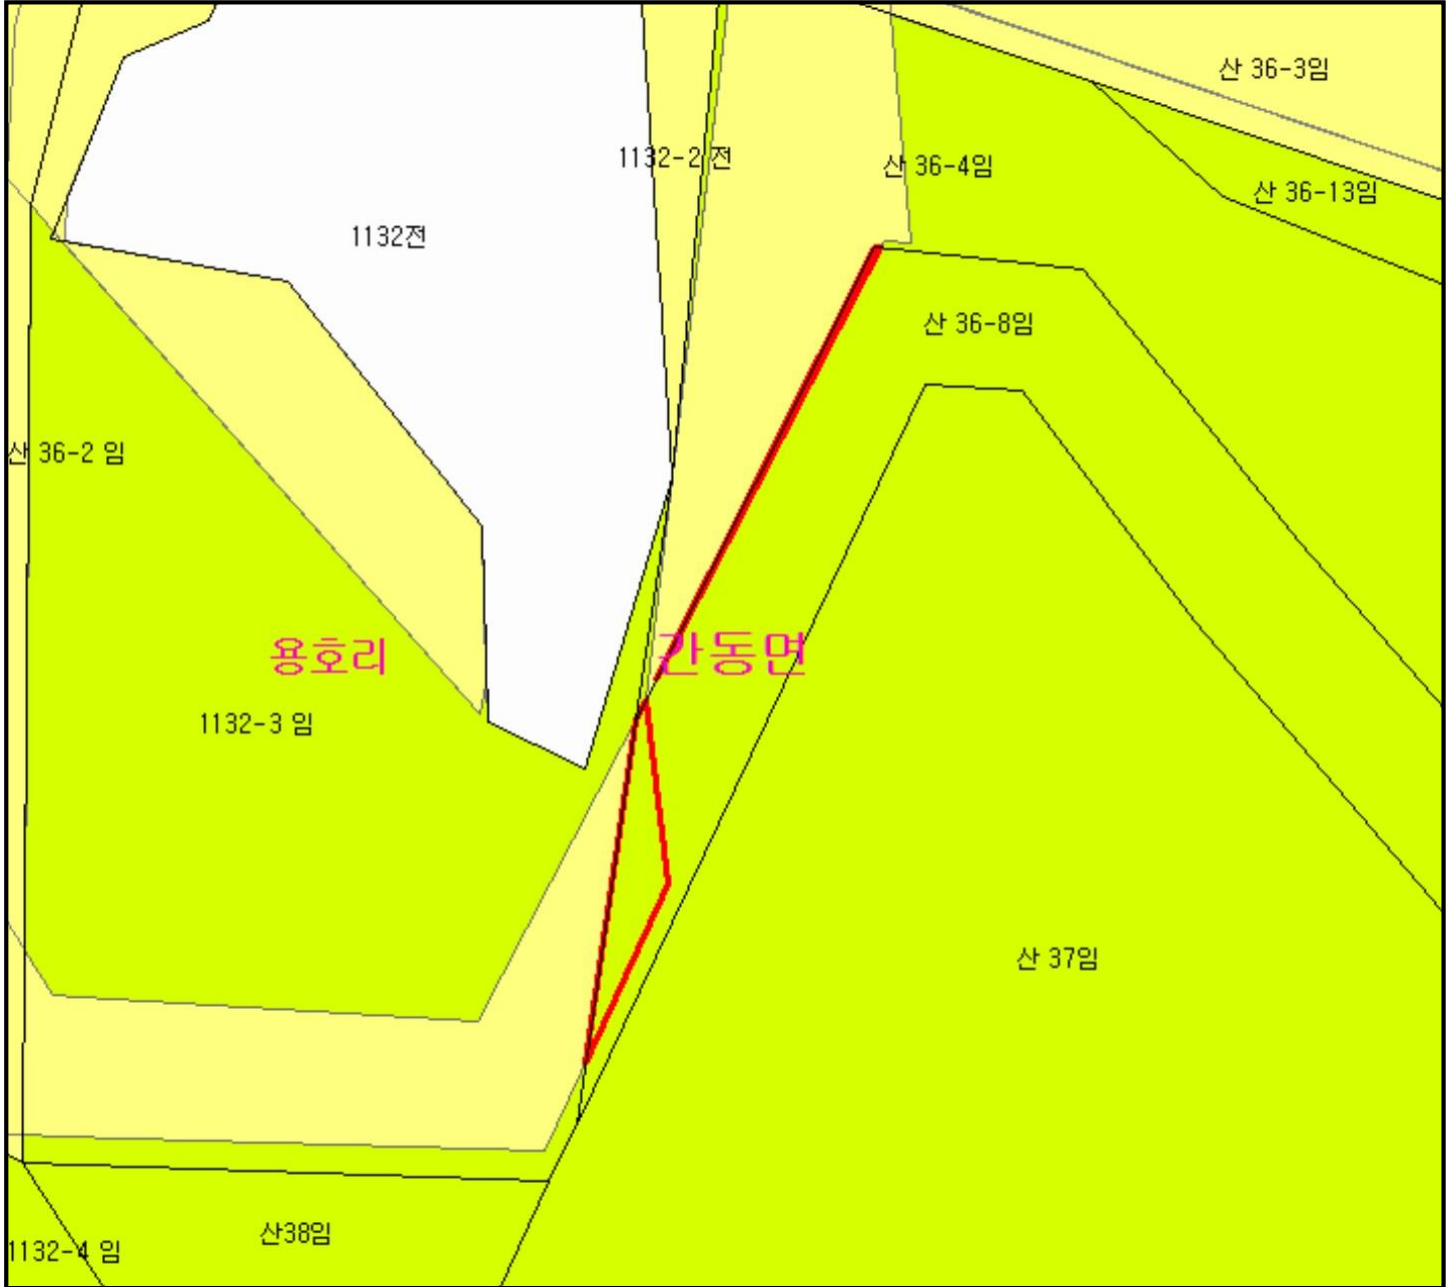 산 36-3임
1132-2 전
산 36-4임
산 36-13임
1132전
산 36-8임
산 36-2 임
용호리
간동면
1132-3 임
산 37임
산38임
1132-4 임